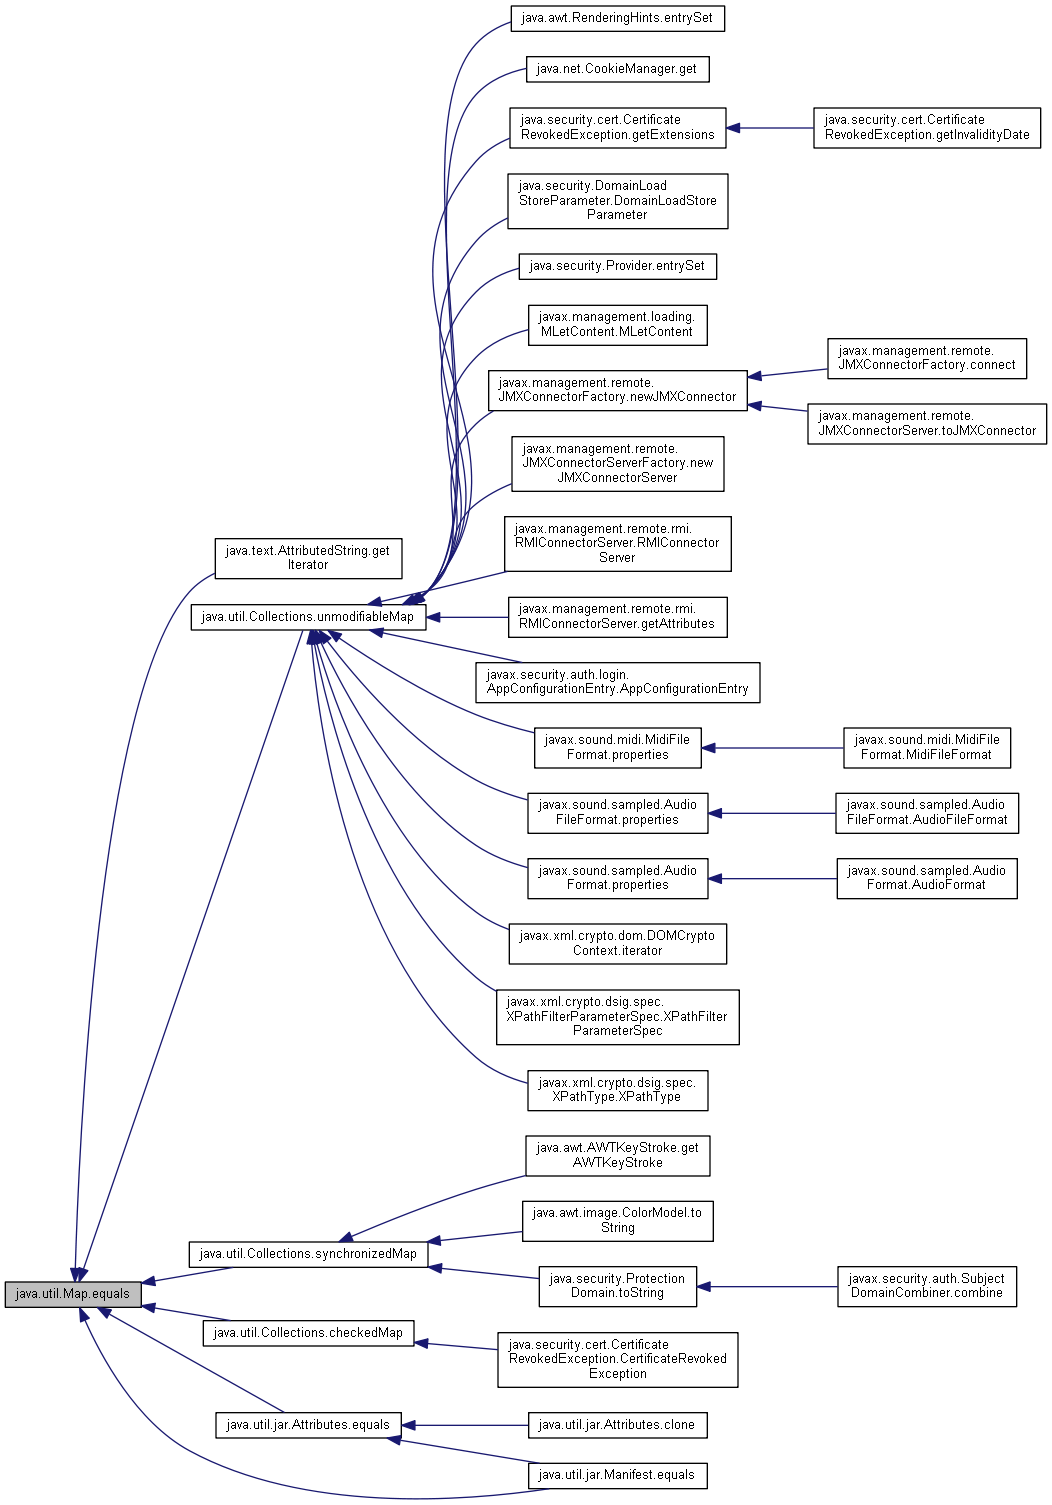 java.awt.RenderingHints.entrySet
java.net.CookieManager.get
java.security.cert.Certificate
RevokedException.getExtensions
java.security.cert.Certificate
RevokedException.getInvalidityDate
java.security.DomainLoad
StoreParameter.DomainLoadStore
Parameter
java.security.Provider.entrySet
javax.management.loading.
MLetContent.MLetContent
javax.management.remote.
JMXConnectorFactory.connect
javax.management.remote.
JMXConnectorFactory.newJMXConnector
javax.management.remote.
JMXConnectorServer.toJMXConnector
javax.management.remote.
JMXConnectorServerFactory.new
JMXConnectorServer
javax.management.remote.rmi.
RMIConnectorServer.RMIConnector
Server
java.text.AttributedString.get
Iterator
java.util.Collections.unmodifiableMap
javax.management.remote.rmi.
RMIConnectorServer.getAttributes
javax.security.auth.login.
AppConfigurationEntry.AppConfigurationEntry
javax.sound.midi.MidiFile
Format.properties
javax.sound.midi.MidiFile
Format.MidiFileFormat
javax.sound.sampled.Audio
FileFormat.properties
javax.sound.sampled.Audio
FileFormat.AudioFileFormat
javax.sound.sampled.Audio
Format.properties
javax.sound.sampled.Audio
Format.AudioFormat
javax.xml.crypto.dom.DOMCrypto
Context.iterator
javax.xml.crypto.dsig.spec.
XPathFilterParameterSpec.XPathFilter
ParameterSpec
javax.xml.crypto.dsig.spec.
XPathType.XPathType
java.awt.AWTKeyStroke.get
AWTKeyStroke
java.awt.image.ColorModel.to
String
java.util.Collections.synchronizedMap
java.security.Protection
Domain.toString
javax.security.auth.Subject
DomainCombiner.combine
java.util.Map.equals
java.util.Collections.checkedMap
java.security.cert.Certificate
RevokedException.CertificateRevoked
Exception
java.util.jar.Attributes.equals
java.util.jar.Attributes.clone
java.util.jar.Manifest.equals